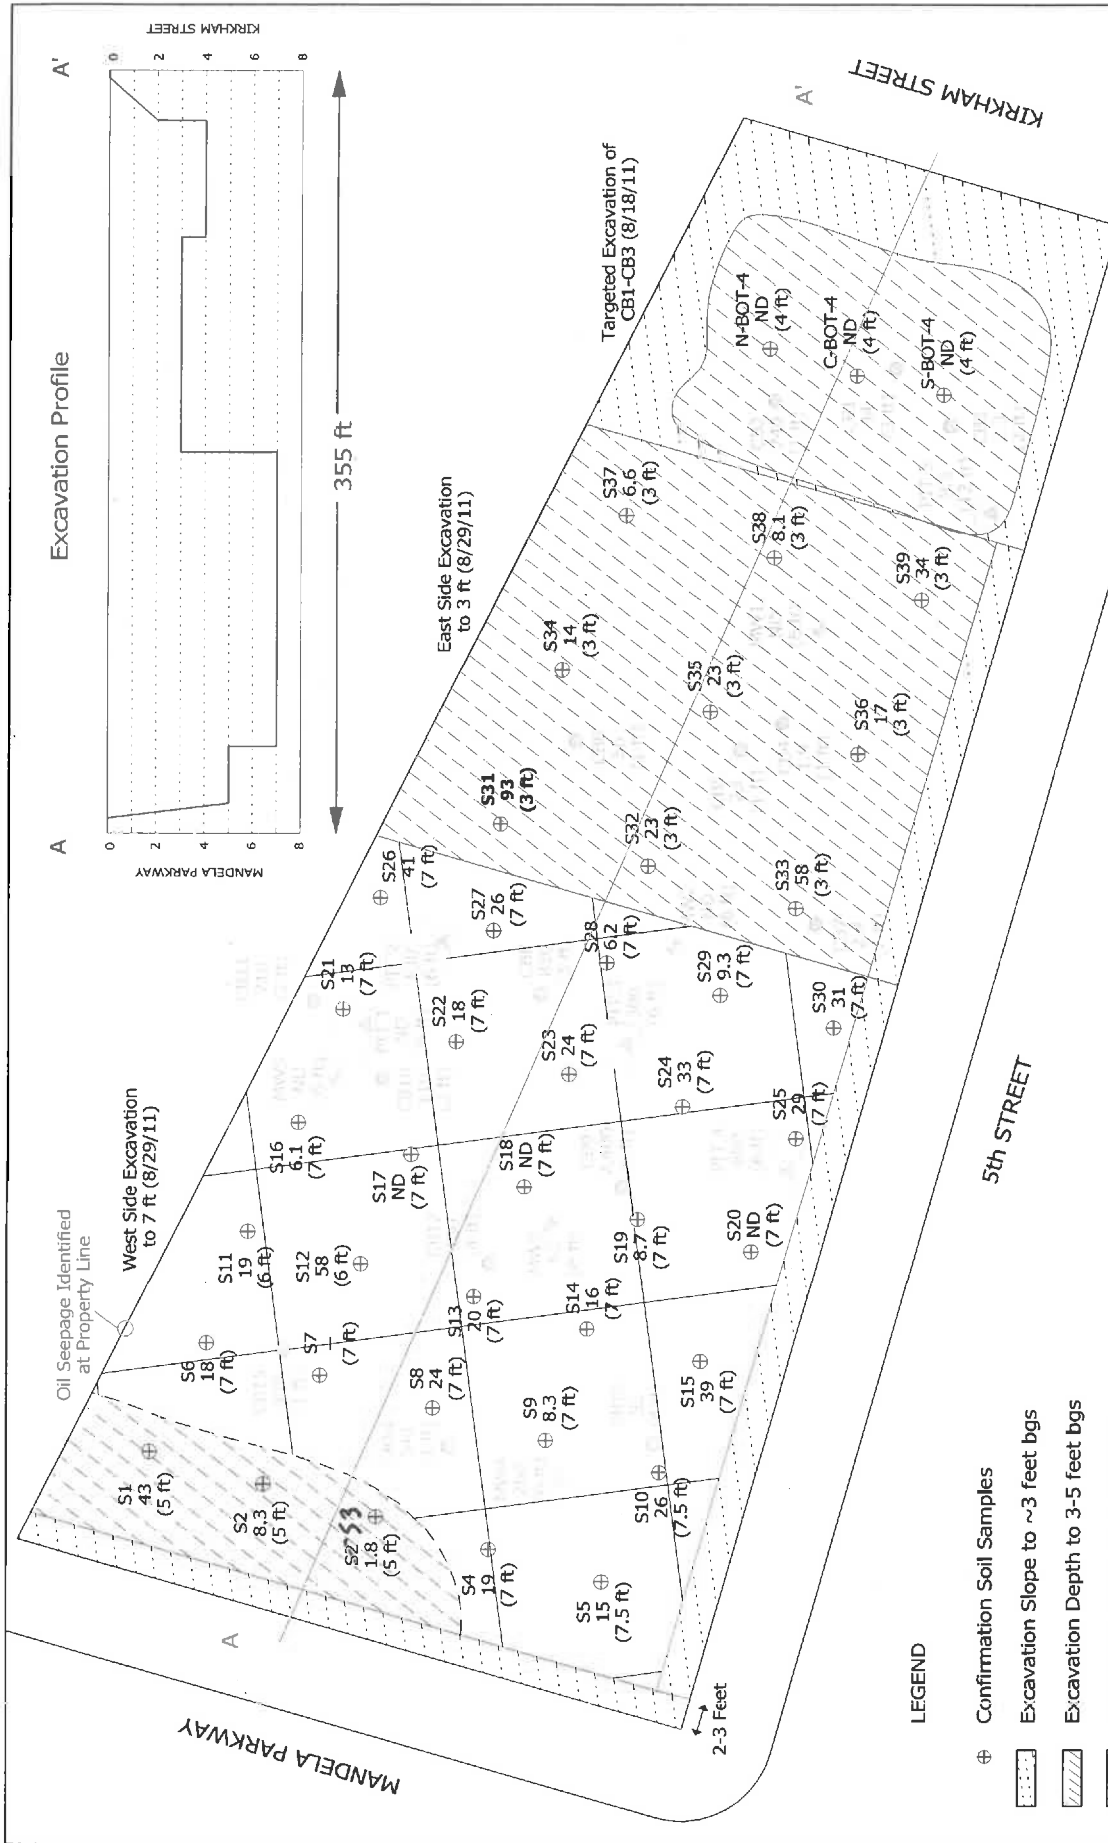 Excavation Profile
A
A'
MANDELA PARKWAY
0
2
4
6
8
KIRKHAM STREET
0
2
4
6
8
355 ft
Oil Seepage Identified
at Property Line
West Side Excavation
to 7 ft (8/29/11)
East Side Excavation
to 3 ft (8/29/11)
Targeted Excavation of
CB1-CB3 (8/18/11)
MANDELA PARKWAY
KIRKHAM STREET
5th STREET
A
A'
2-3 Feet
S1
43
(5 ft)
S2
8.3
(5 ft)
S3
1.8
(5 ft)
S4
19
(7 ft)
S5
15
(7.5 ft)
S6
18
(7 ft)
S7
(7 ft)
S8
24
(7 ft)
S9
8.3
(7 ft)
S10
26
(7.5 ft)
S11
19
(6 ft)
S12
58
(6 ft)
S13
20
(7 ft)
S14
16
(7 ft)
S15
39
(7 ft)
S16
6.1
(7 ft)
S17
ND
(7 ft)
S18
ND
(7 ft)
S19
8.7
(7 ft)
S20
ND
(7 ft)
S21
13
(7 ft)
S22
18
(7 ft)
S23
24
(7 ft)
S24
33
(7 ft)
S25
29
(7 ft)
S26
41
(7 ft)
S27
26
(7 ft)
S28
6.2
(7 ft)
S29
9.3
(7 ft)
S30
31
(7 ft)
S31
93
(3 ft)
S32
23
(3 ft)
S33
58
(3 ft)
S34
14
(3 ft)
S35
23
(3 ft)
S36
17
(3 ft)
S37
6.6
(3 ft)
S38
8.1
(3 ft)
S39
34
(3 ft)
N-BOT-4
ND
(4 ft)
C-BOT-4
ND
(4 ft)
S-BOT-4
ND
(4 ft)
LEGEND
Confirmation Soil Samples
Excavation Slope to ~3 feet bgs
Excavation Depth to 3-5 feet bgs